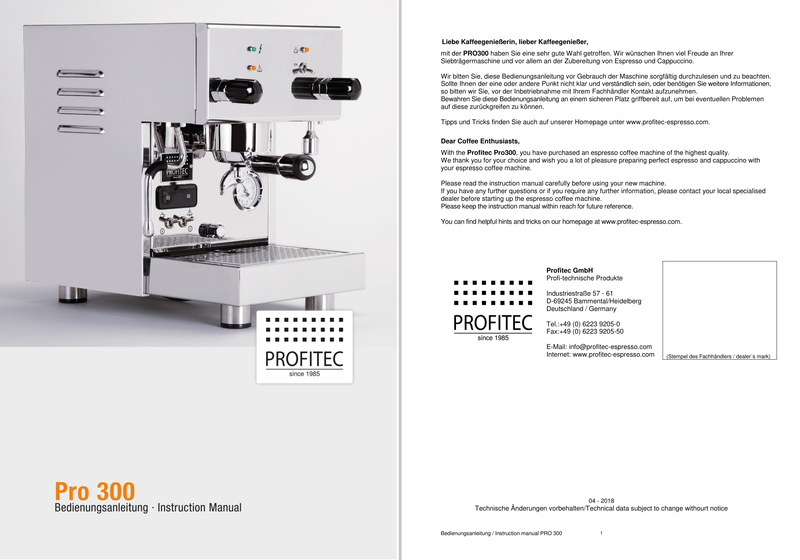 PROFITEC
PROFITEC
since 1985
Pro 300
Bedienungsanleitung · Instruction Manual
Liebe Kaffeegenießerin, lieber Kaffeegenießer,
mit der PRO300 haben Sie eine sehr gute Wahl getroffen. Wir wünschen Ihnen viel Freude an Ihrer
Siebträgermaschine und vor allem an der Zubereitung von Espresso und Cappuccino.
Wir bitten Sie, diese Bedienungsanleitung vor Gebrauch der Maschine sorgfältig durchzulesen und zu beachten.
Sollte Ihnen der eine oder andere Punkt nicht klar und verständlich sein, oder benötigen Sie weitere Informationen,
so bitten wir Sie, vor der Inbetriebnahme mit Ihrem Fachhändler Kontakt aufzunehmen.
Bewahren Sie diese Bedienungsanleitung an einem sicheren Platz griffbereit auf, um bei eventuellen Problemen
auf diese zurückgreifen zu können.
Tipps und Tricks finden Sie auch auf unserer Homepage unter www.profitec-espresso.com.
Dear Coffee Enthusiasts,
With the Profitec Pro300, you have purchased an espresso coffee machine of the highest quality.
We thank you for your choice and wish you a lot of pleasure preparing perfect espresso and cappuccino with
your espresso coffee machine.
Please read the instruction manual carefully before using your new machine.
If you have any further questions or if you require any further information, please contact your local specialised
dealer before starting up the espresso coffee machine.
Please keep the instruction manual within reach for future reference.
You can find helpful hints and tricks on our homepage at www.profitec-espresso.com.
PROFITEC
since 1985
Profitec GmbH
Profi-technische Produkte
Industriestraße 57 - 61
D-69245 Bammental/Heidelberg
Deutschland / Germany
Tel.:+49 (0) 6223 9205-0
Fax:+49 (0) 6223 9205-50
E-Mail: info@profitec-espresso.com
Internet: www.profitec-espresso.com
(Stempel des Fachhändlers / dealer´s mark)
04 - 2018
Technische Änderungen vorbehalten/Technical data subject to change withourt notice
Bedienungsanleitung / Instruction manual PRO 300 1